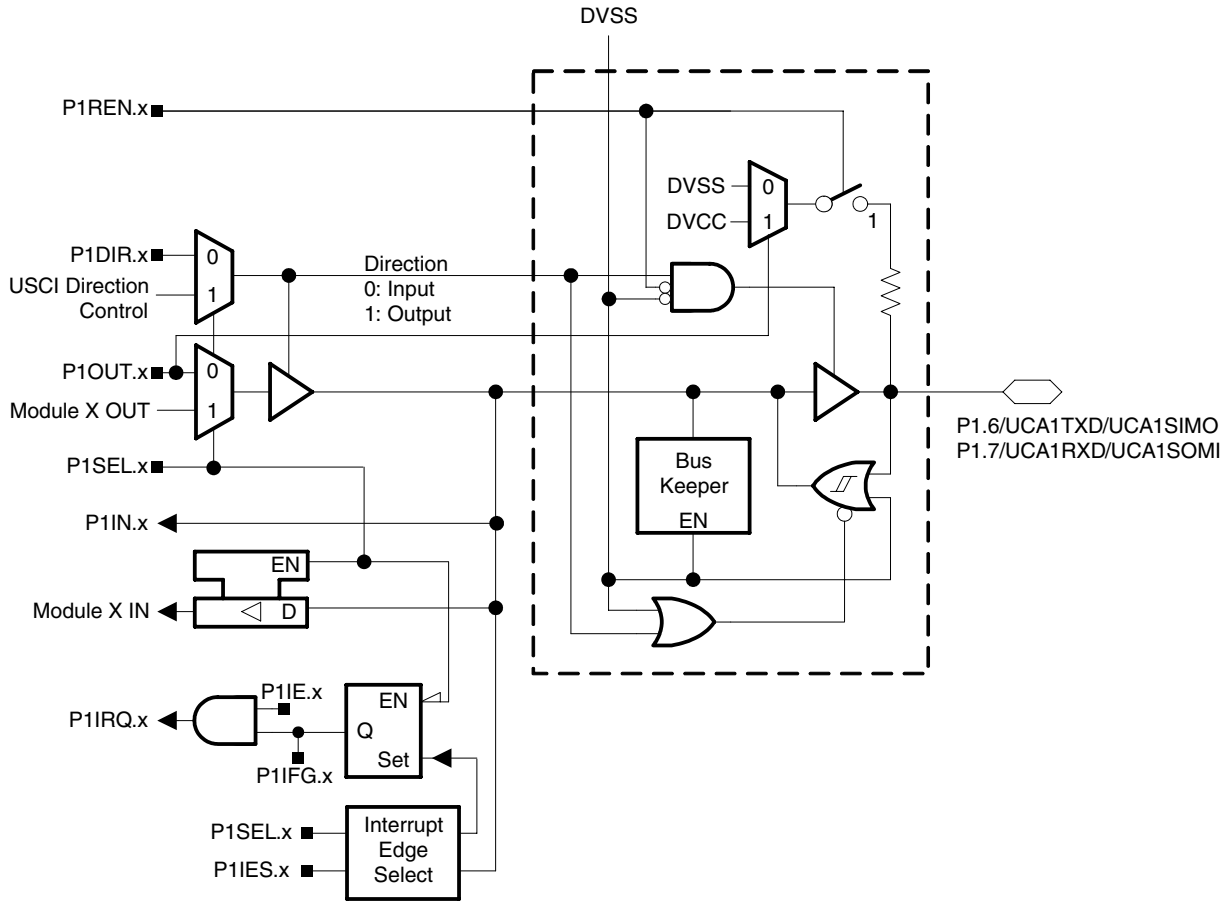 DVSS
P1REN.x
DVSS
0
DVCC
1
1
P1DIR.x
0
USCI Direction
Control
1
Direction
0: Input
1: Output
P1OUT.x
0
Module X OUT
1
P1.6/UCA1TXD/UCA1SIMO
P1.7/UCA1RXD/UCA1SOMI
P1SEL.x
Bus
Keeper
EN
P1IN.x
EN
Module X IN
D
P1IE.x
P1IRQ.x
EN
Q
Set
P1IFG.x
P1SEL.x
P1IES.x
Interrupt
Edge
Select